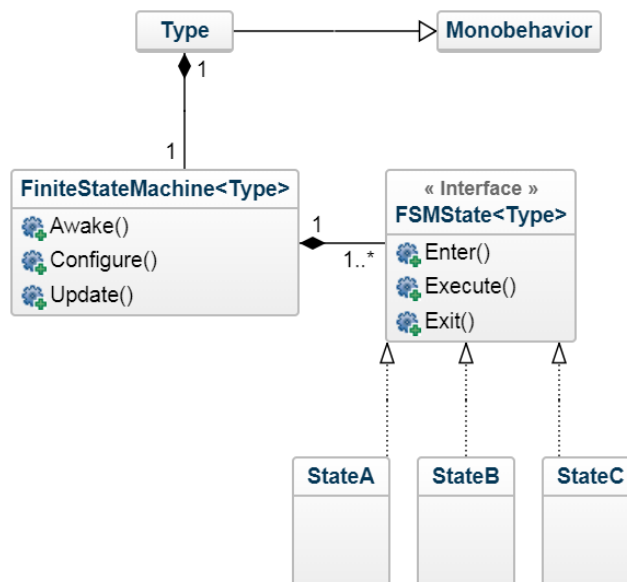 Type
Monobehavior
1
1
FiniteStateMachine<Type>
Awake()
Configure()
Update()
1
1..*
« Interface »
FSMState<Type>
Enter()
Execute()
Exit()
StateA
StateB
StateC